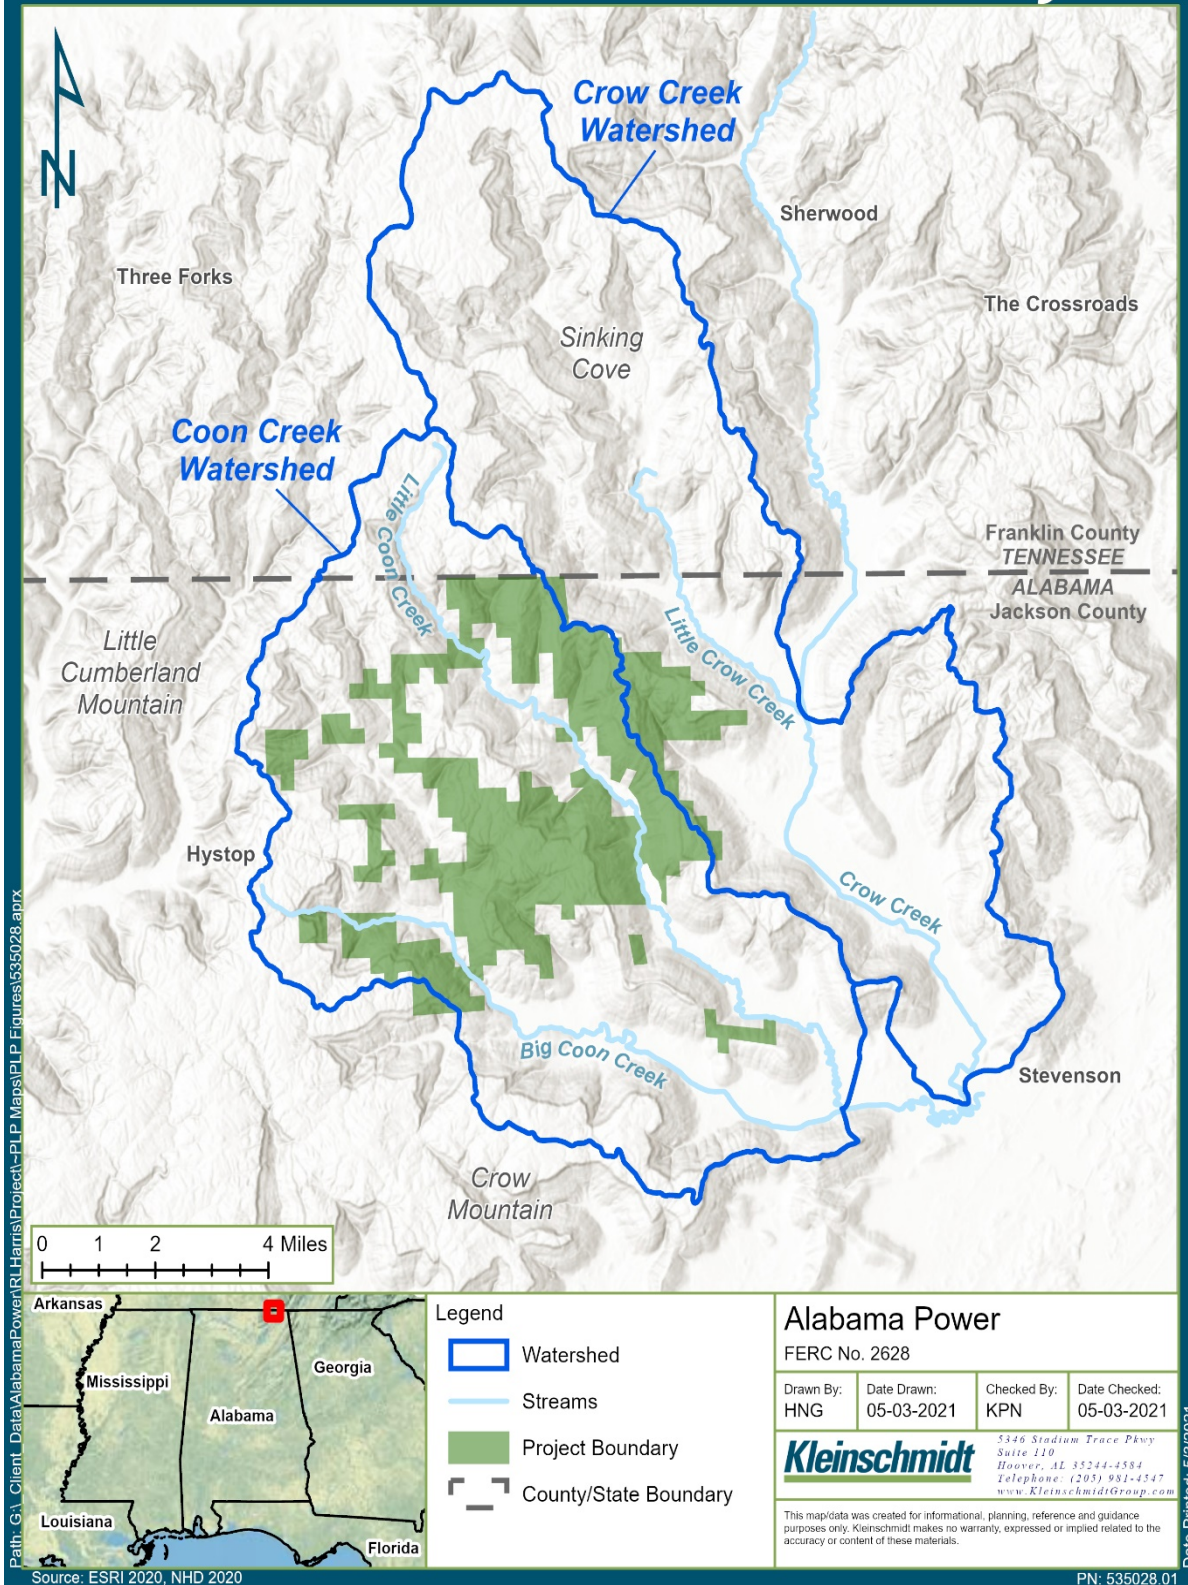 Crow Creek
Watershed
N
Sherwood
Three Forks
The Crossroads
Sinking
Cove
Coon Creek
Watershed
Little
Coon Creek
Franklin County
TENNESSEE
ALABAMA
Jackson County
Little
Cumberland
Mountain
Little Crow Creek
Hystop
Crow Creek
Big Coon Creek
Stevenson
Crow
Mountain
0 1 2 4 Miles
Arkansas
Mississippi
Alabama
Georgia
Louisiana
Florida
Legend
Watershed
Streams
Project Boundary
County/State Boundary
Alabama Power
FERC No. 2628
Drawn By: Date Drawn: Checked By: Date Checked:
HNG 05-03-2021 KPN 05-03-2021
Kleinschmidt
5346 Stadium Trace Pkwy
Suite 110
Hoover, AL 35244-4584
Telephone: (205) 981-4547
www.KleinschmidtGroup.com
This map/data was created for informational, planning, reference and guidance
purposes only. Kleinschmidt makes no warranty, expressed or implied related to the
accuracy or content of these materials.
Path: G:\_Client_Data\AlabamaPower\RLHarris\Project\~PLP Maps\PLP Figures\535028.aprx
Date Printed: 5/3/2021
Source: ESRI 2020, NHD 2020
PN: 535028.01